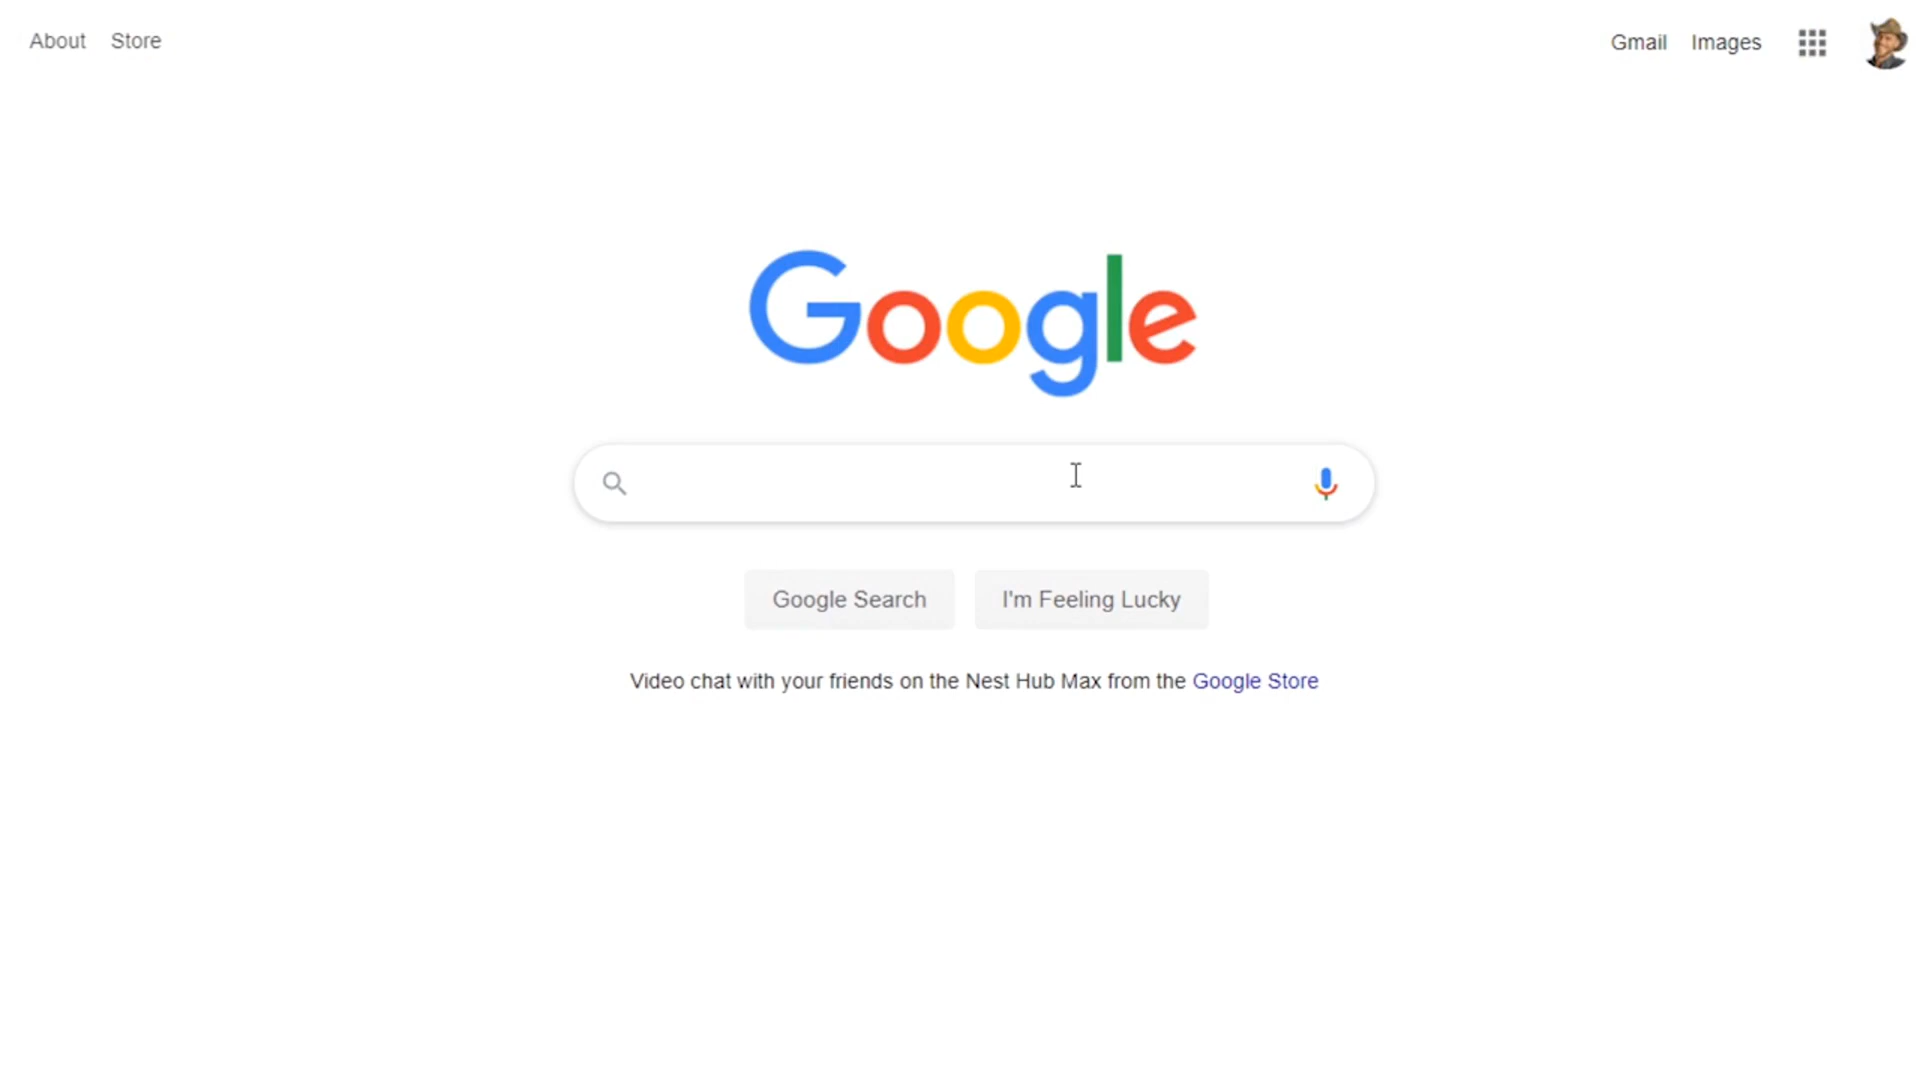 About Store
Gmail Images
Google
Google Search I'm Feeling Lucky
Video chat with your friends on the Nest Hub Max from the Google Store